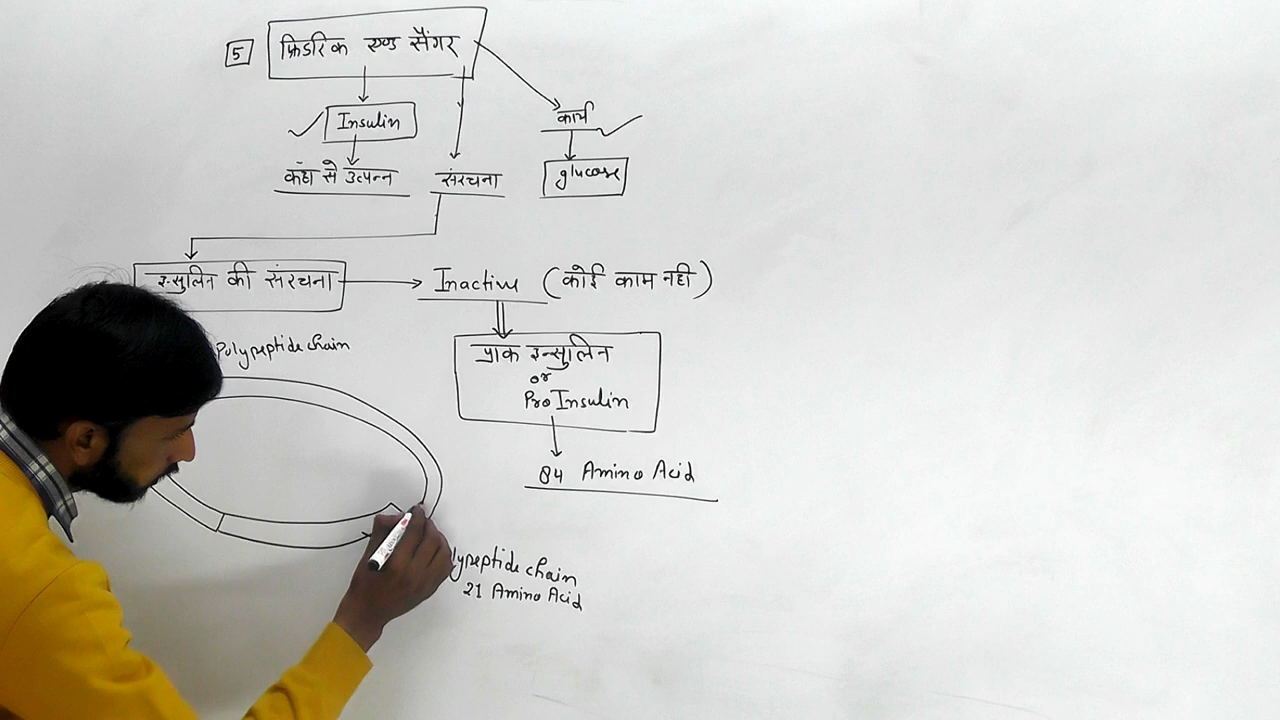 5 फ्रिडरिक एण्ड सैंगर
Insulin
कार्य
कंहा से उत्पन्न
संरचना
glucose
इन्सुलिन की संरचना
Inactive (कोई काम नही)
Polypeptide chain
प्राक इन्सुलिन
or
Pro Insulin
84 Amino Acid
lypeptide chain
21 Amino Acid